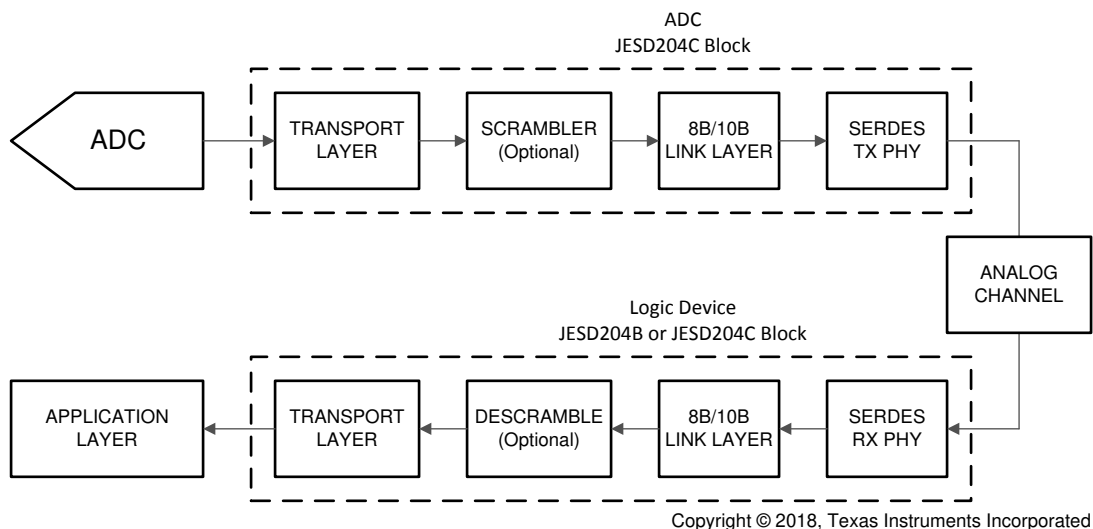 ADC
JESD204C Block
ADC
TRANSPORT
LAYER
SCRAMBLER
(Optional)
8B/10B
LINK LAYER
SERDES
TX PHY
ANALOG
CHANNEL
Logic Device
JESD204B or JESD204C Block
APPLICATION
LAYER
TRANSPORT
LAYER
DESCRAMBLE
(Optional)
8B/10B
LINK LAYER
SERDES
RX PHY
Copyright © 2018, Texas Instruments Incorporated